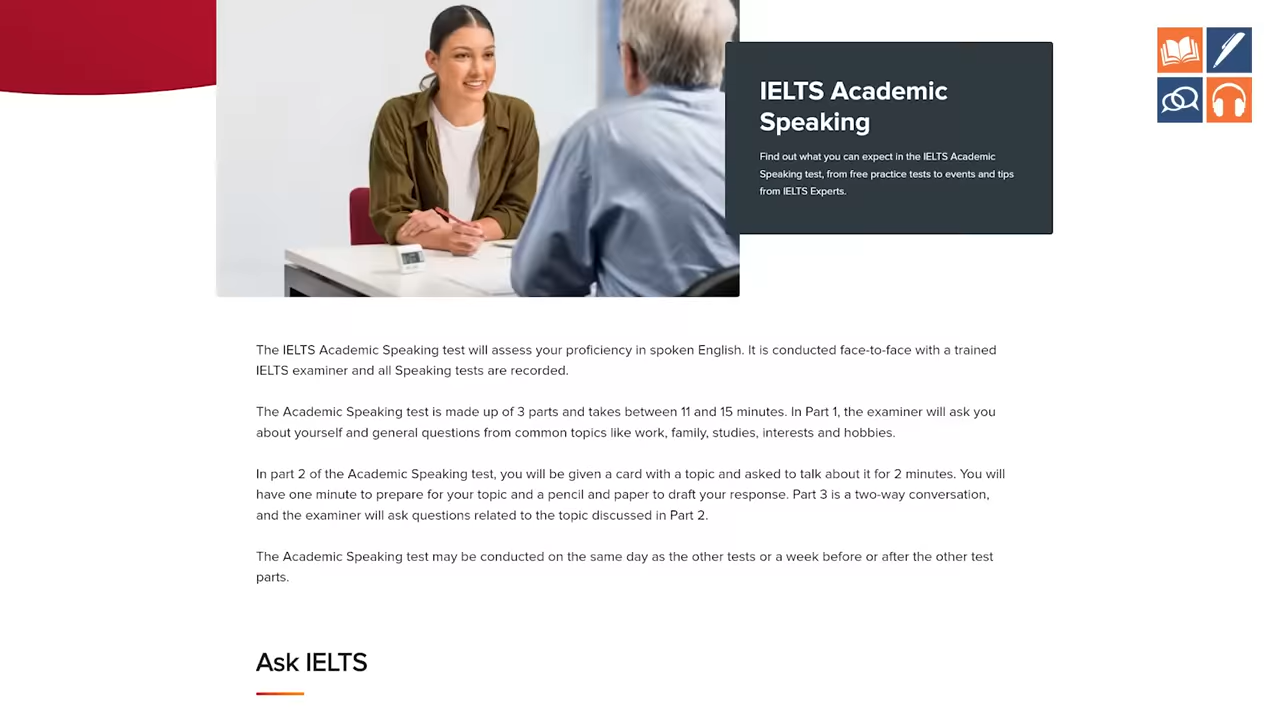 IELTS Academic
Speaking
Find out what you can expect in the IELTS Academic
Speaking test, from free practice tests to events and tips
from IELTS Experts.
The IELTS Academic Speaking test will assess your proficiency in spoken English. It is conducted face-to-face with a trained
IELTS examiner and all Speaking tests are recorded.
The Academic Speaking test is made up of 3 parts and takes between 11 and 15 minutes. In Part 1, the examiner will ask you
about yourself and general questions from common topics like work, family, studies, interests and hobbies.
In part 2 of the Academic Speaking test, you will be given a card with a topic and asked to talk about it for 2 minutes. You will
have one minute to prepare for your topic and a pencil and paper to draft your response. Part 3 is a two-way conversation,
and the examiner will ask questions related to the topic discussed in Part 2.
The Academic Speaking test may be conducted on the same day as the other tests or a week before or after the other test
parts.
Ask IELTS